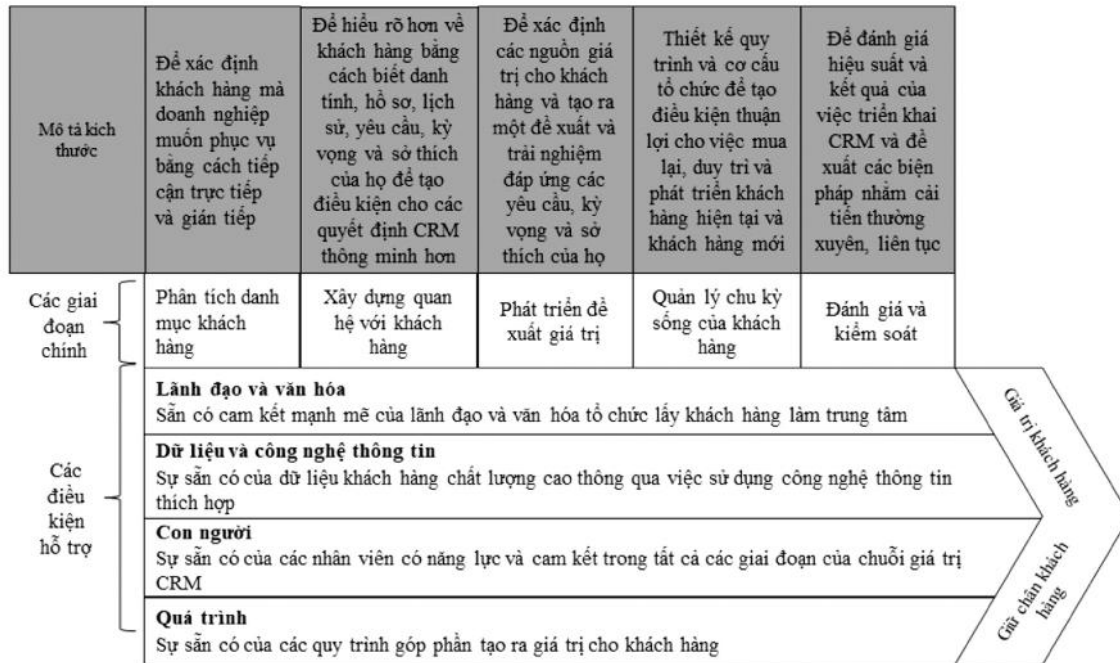 Mô tả kích
thước
Để xác định
khách hàng mà
doanh nghiệp
muốn phục vụ
bằng cách tiếp
cận trực tiếp
và gián tiếp
Để hiểu rõ hơn về
khách hàng bằng
cách biết danh
tính, hồ sơ, lịch
sử, yêu cầu, kỳ
vọng và sở thích
của họ để tạo
điều kiện cho các
quyết định CRM
thông minh hơn
Để xác định
các nguồn giá
trị cho khách
hàng và tạo ra
một đề xuất và
trải nghiệm
đáp ứng các
yêu cầu, kỳ
vọng và sở
thích của họ
Thiết kế quy
trình và cơ cấu
tổ chức để tạo
điều kiện thuận
lợi cho việc mua
lại, duy trì và
phát triển khách
hàng hiện tại và
khách hàng mới
Để đánh giá
hiệu suất và
kết quả của
việc triển khai
CRM và đề
xuất các biện
pháp nhằm cải
tiến thường
xuyên, liên tục
Các giai
đoạn
chính
Phân tích danh
mục khách
hàng
Xây dựng quan
hệ với khách
hàng
Phát triển đề
xuất giá trị
Quản lý chu kỳ
sống của khách
hàng
Đánh giá và
kiểm soát
Các
điều
kiện
hỗ trợ
Lãnh đạo và văn hóa
Sẵn có cam kết mạnh mẽ của lãnh đạo và văn hóa tổ chức lấy khách hàng làm trung tâm
Dữ liệu và công nghệ thông tin
Sự sẵn có của dữ liệu khách hàng chất lượng cao thông qua việc sử dụng công nghệ thông tin
thích hợp
Con người
Sự sẵn có của các nhân viên có năng lực và cam kết trong tất cả các giai đoạn của chuỗi giá trị
CRM
Quá trình
Sự sẵn có của các quy trình góp phần tạo ra giá trị cho khách hàng
Giá trị khách hàng
Giữ chân khách
hàng